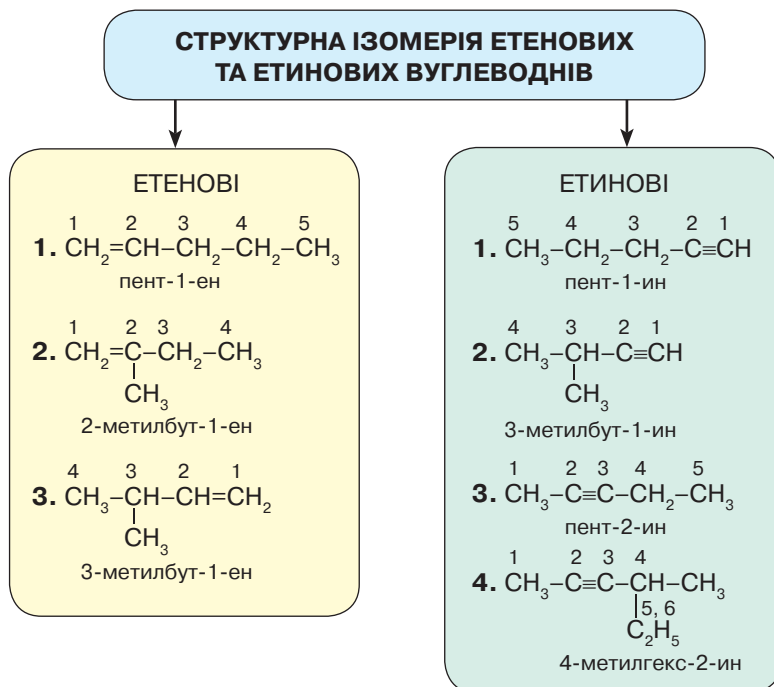 СТРУКТУРНА ІЗОМЕРІЯ ЕТЕНОВИХ
ТА ЕТИНОВИХ ВУГЛЕВОДНІВ
ЕТЕНОВІ
1 2 3 4 5
1. CH₂=CH–CH₂–CH₂–CH₃
пент-1-ен
1 2 3 4
2. CH₂=C–CH₂–CH₃
CH₃
2-метилбут-1-ен
4 3 2 1
3. CH₃–CH–CH=CH₂
CH₃
3-метилбут-1-ен
ЕТИНОВІ
5 4 3 2 1
1. CH₃–CH₂–CH₂–C≡CH
пент-1-ин
4 3 2 1
2. CH₃–CH–C≡CH
CH₃
3-метилбут-1-ин
1 2 3 4 5
3. CH₃–C≡C–CH₂–CH₃
пент-2-ин
1 2 3 4
4. CH₃–C≡C–CH–CH₃
5, 6
C₂H₅
4-метилгекс-2-ин